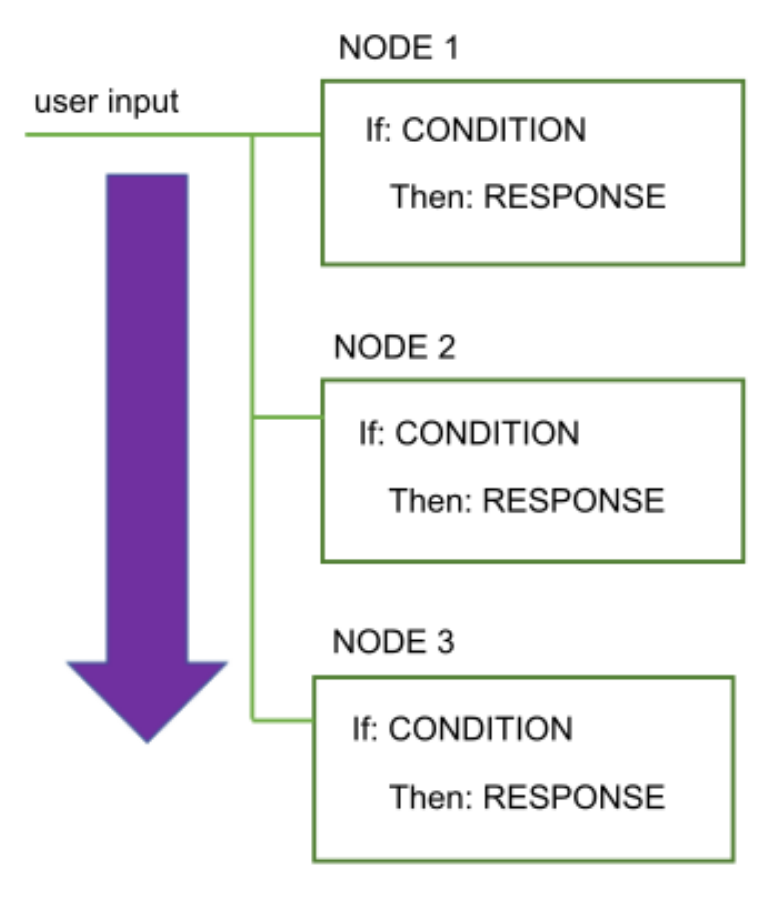 NODE 1
user input
If: CONDITION
Then: RESPONSE
NODE 2
If: CONDITION
Then: RESPONSE
NODE 3
If: CONDITION
Then: RESPONSE